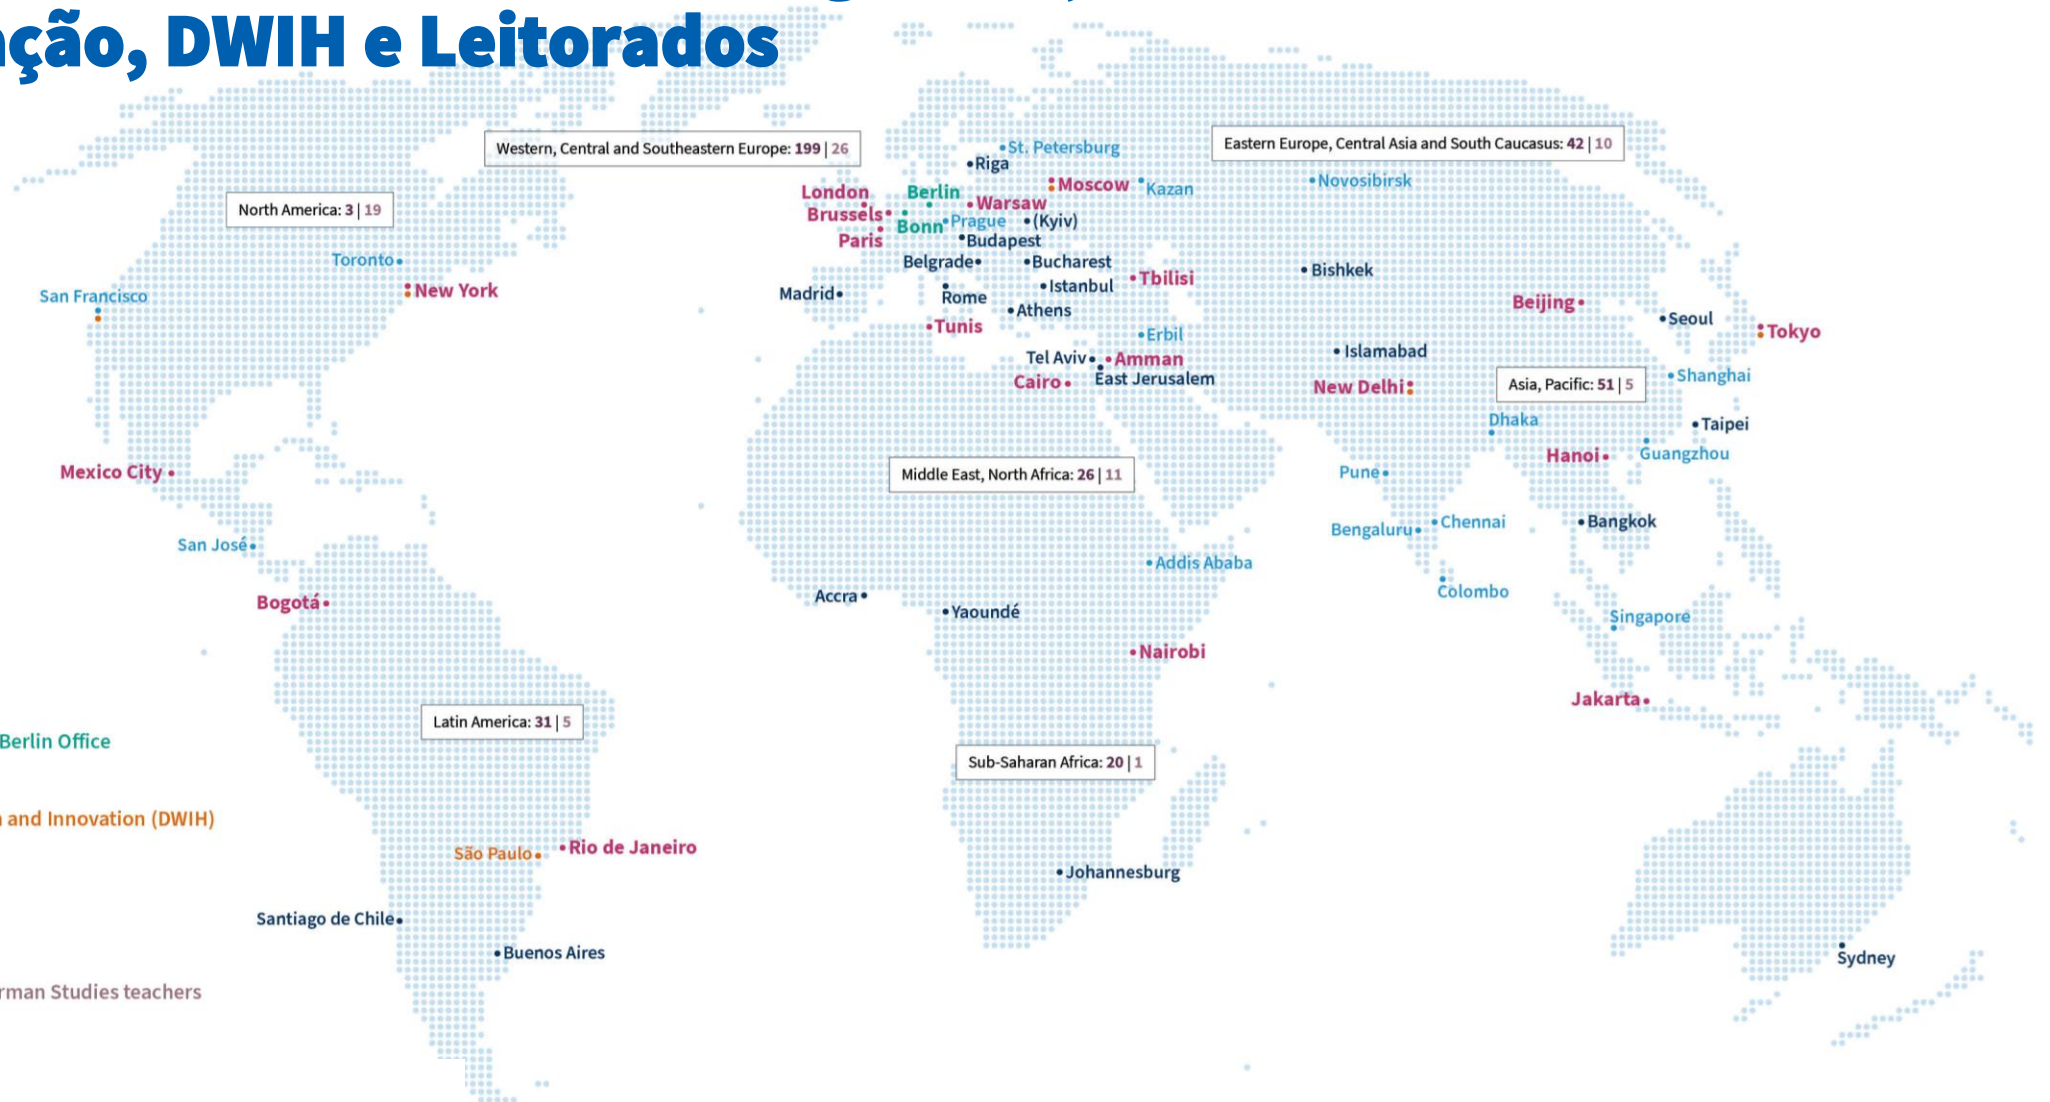 ação, DWIH e Leitorados
Western, Central and Southeastern Europe: 199 | 26
Eastern Europe, Central Asia and South Caucasus: 42 | 10
North America: 3 | 19
St. Petersburg
Riga
Moscow
Kazan
Novosibirsk
London
Berlin
Warsaw
Brussels
Bonn
Prague
(Kyiv)
Paris
Budapest
Toronto
Belgrade
Bucharest
Bishkek
San Francisco
New York
Madrid
Rome
Istanbul
Tbilisi
Athens
Beijing
Seoul
Tokyo
Tunis
Erbil
Tel Aviv
Amman
Islamabad
Cairo
East Jerusalem
New Delhi
Asia, Pacific: 51 | 5
Shanghai
Dhaka
Taipei
Mexico City
Middle East, North Africa: 26 | 11
Pune
Hanoi
Guangzhou
San José
Bengaluru
Chennai
Bangkok
Addis Ababa
Bogotá
Accra
Yaoundé
Colombo
Singapore
Nairobi
Jakarta
Latin America: 31 | 5
Berlin Office
Sub-Saharan Africa: 20 | 1
and Innovation (DWIH)
São Paulo
Rio de Janeiro
Johannesburg
Santiago de Chile
Buenos Aires
Sydney
rman Studies teachers